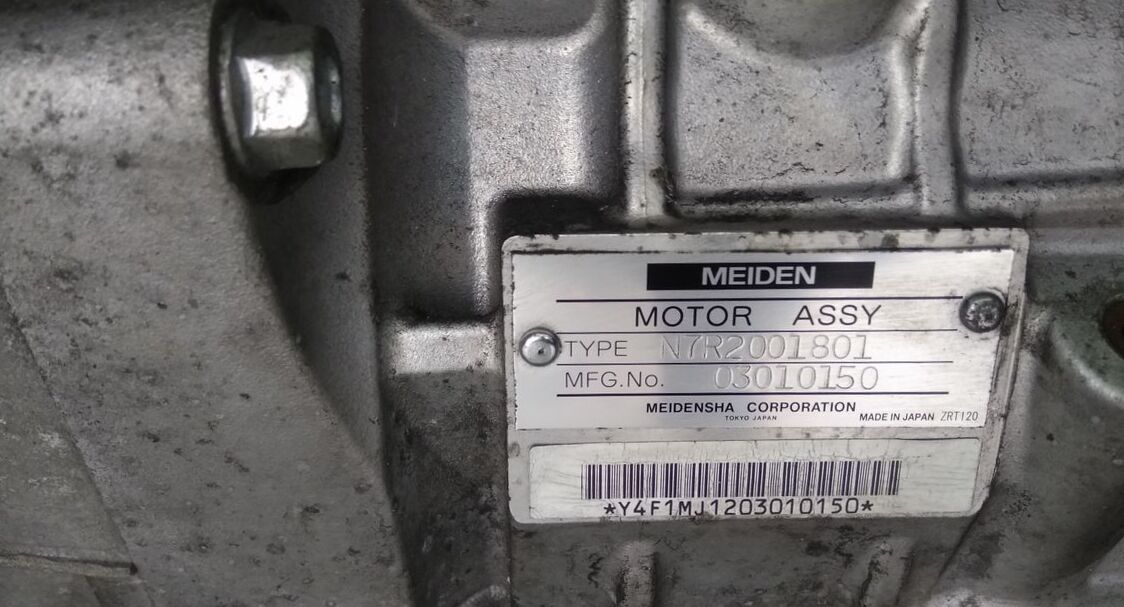 MEIDEN
MOTOR ASSY
TYPE N7R2001801
MFG.No. 03010150
MEIDENSHA CORPORATION
TOKYO JAPAN
MADE IN JAPAN ZRT120
*Y4F1MJ1203010150*